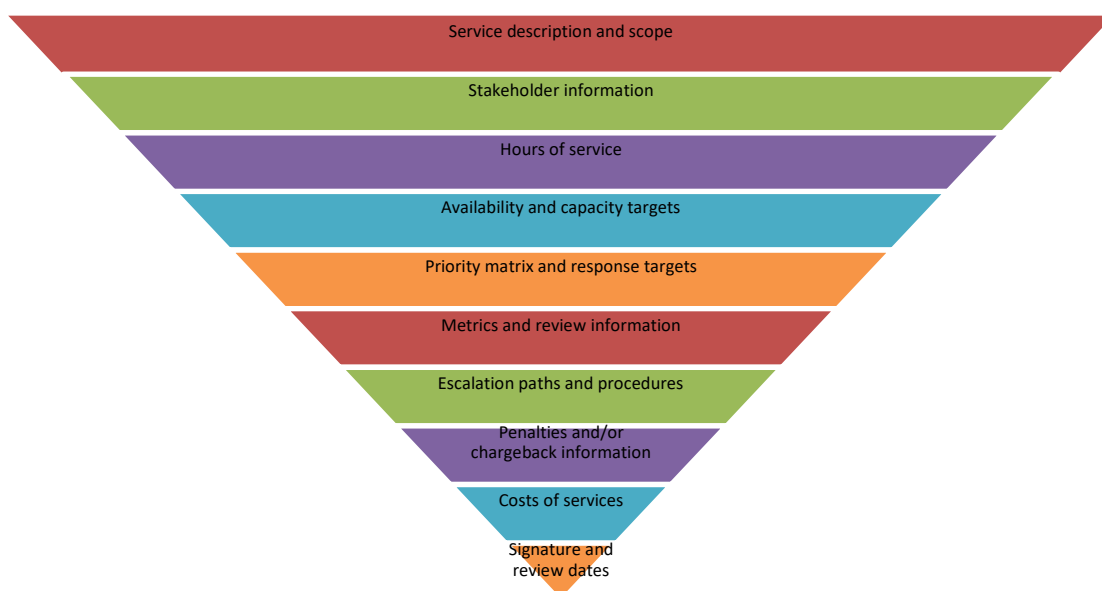 Service description and scope
Stakeholder information
Hours of service
Availability and capacity targets
Priority matrix and response targets
Metrics and review information
Escalation paths and procedures
Penalties and/or
chargeback information
Costs of services
Signature and
review dates